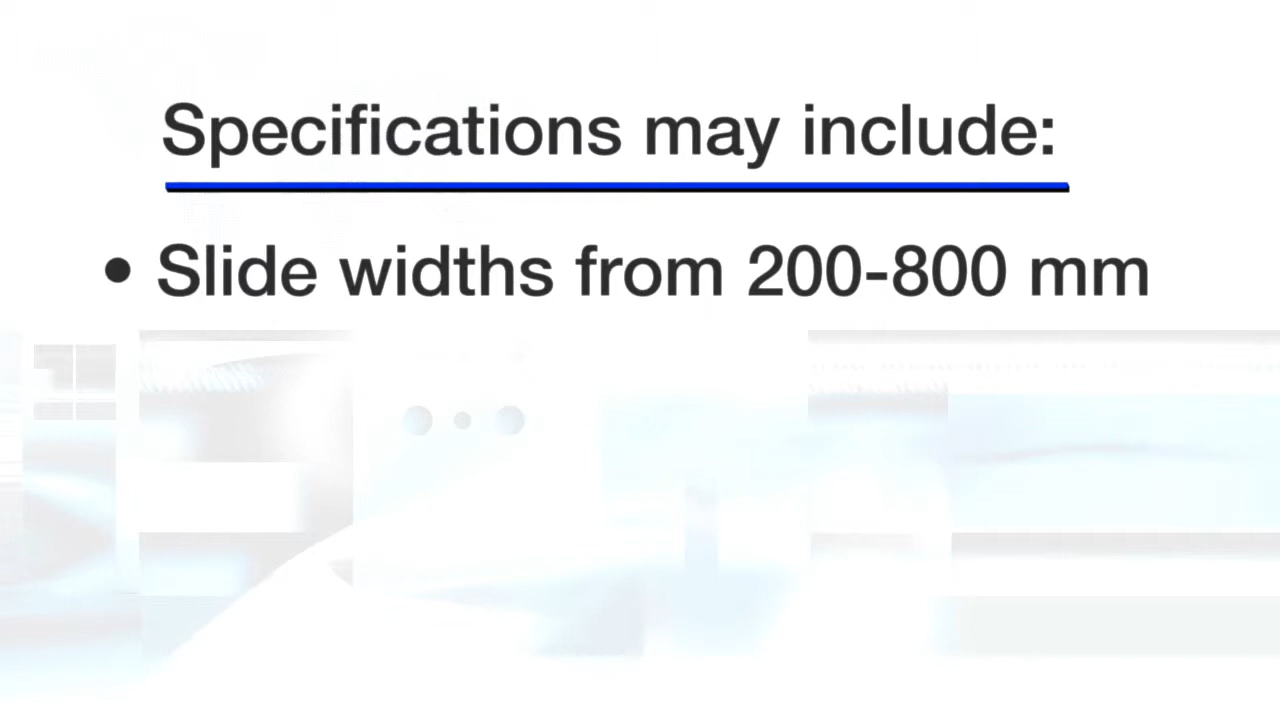 Specifications may include:
• Slide widths from 200-800 mm